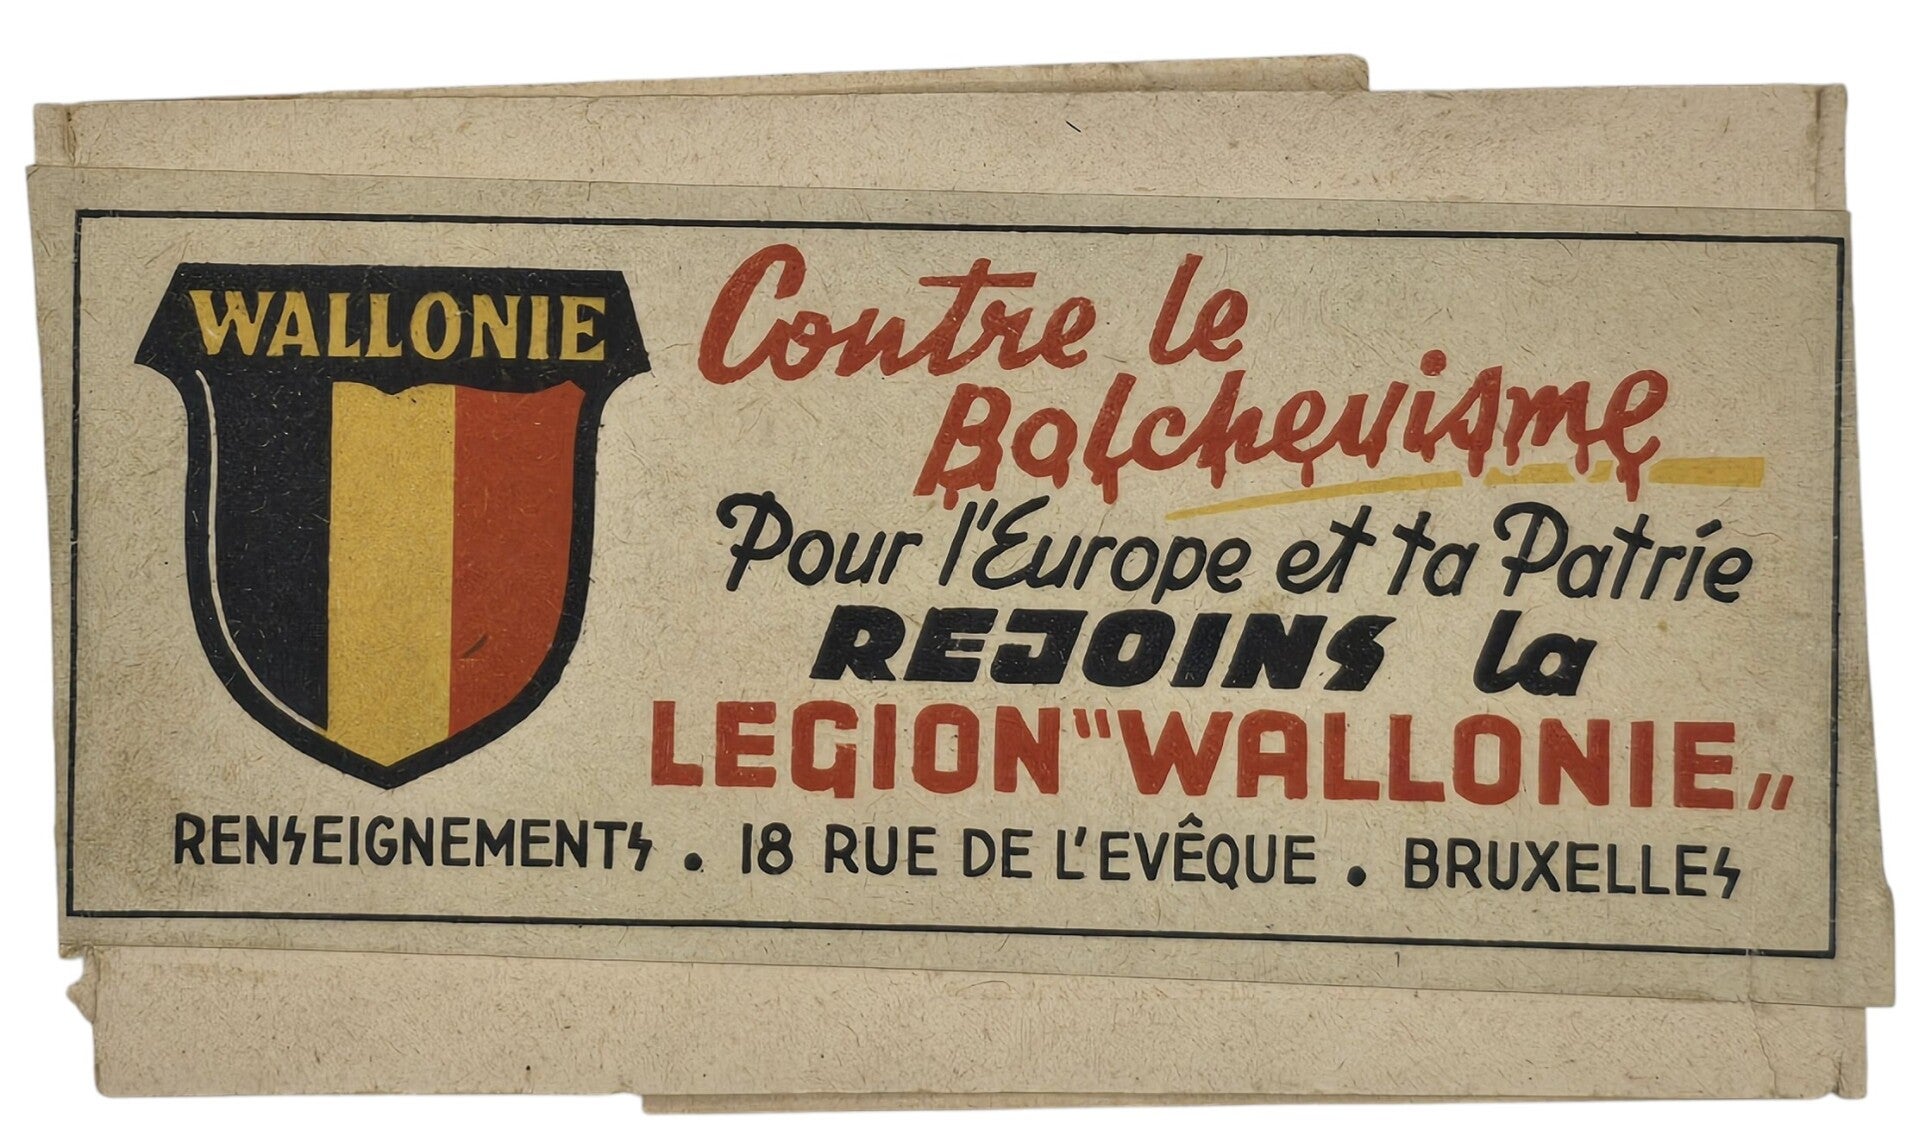 WALLONIE
Contre le
Bolchevisme
Pour l'Europe et ta Patrie
REJOINS la
LEGION "WALLONIE„
RENSEIGNEMENTS . 18 RUE DE L'EVÊQUE . BRUXELLES